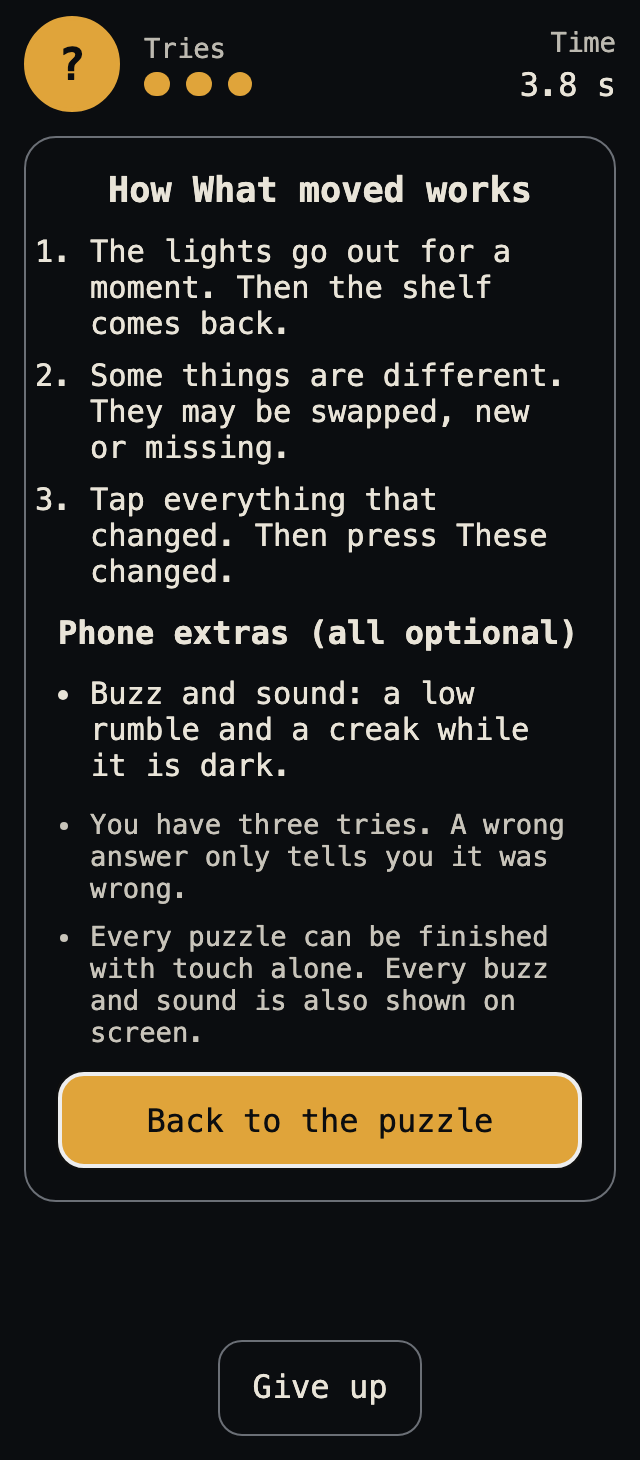 ?
Tries
Time
3.8 s
How What moved works
1. The lights go out for a
moment. Then the shelf
comes back.
2. Some things are different.
They may be swapped, new
or missing.
3. Tap everything that
changed. Then press These
changed.
Phone extras (all optional)
• Buzz and sound: a low
rumble and a creak while
it is dark.
• You have three tries. A wrong
answer only tells you it was
wrong.
• Every puzzle can be finished
with touch alone. Every buzz
and sound is also shown on
screen.
Back to the puzzle
Give up